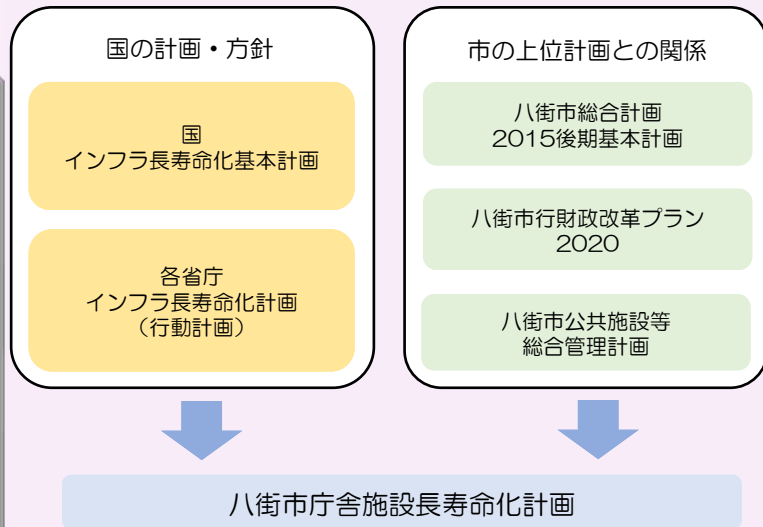 国の計画・方針
国
インフラ長寿命化基本計画
各省庁
インフラ長寿命化計画
（行動計画）
市の上位計画との関係
八街市総合計画
2015後期基本計画
八街市行財政改革プラン
2020
八街市公共施設等
総合管理計画
八街市庁舎施設長寿命化計画